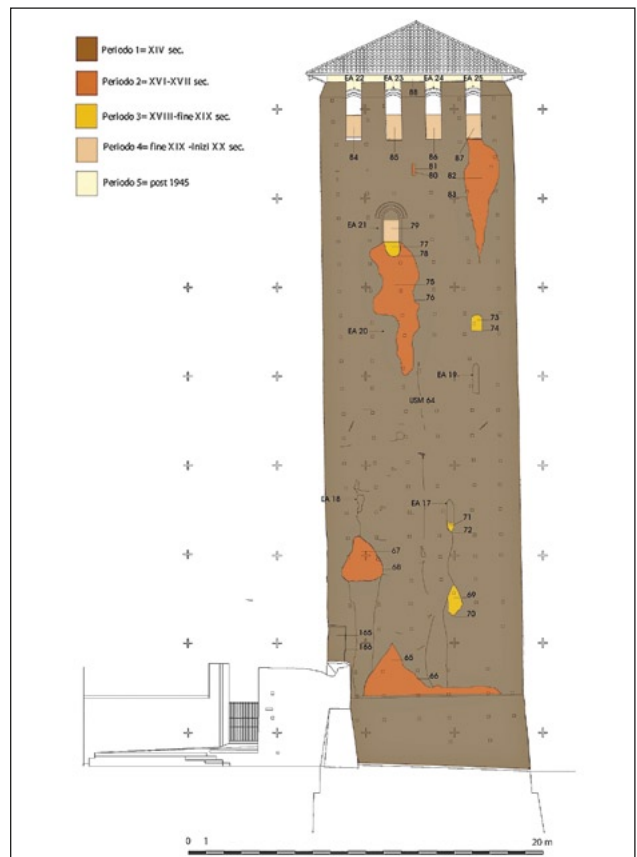 Periodo 1= XIV sec.
Periodo 2= XVI-XVII sec.
Periodo 3= XVIII-fine XIX sec.
Periodo 4= fine XIX -inizi XX sec.
Periodo 5= post 1945
EA 22 EA 23 EA 24 EA 25
88
84 85 86 87
81
80
82
83
EA 21
79
77
78
75
76
73
74
EA 20
EA 19
USM 64
EA 18
EA 17
71
72
67
68
69
70
165
166
65
66
0 1 20 m